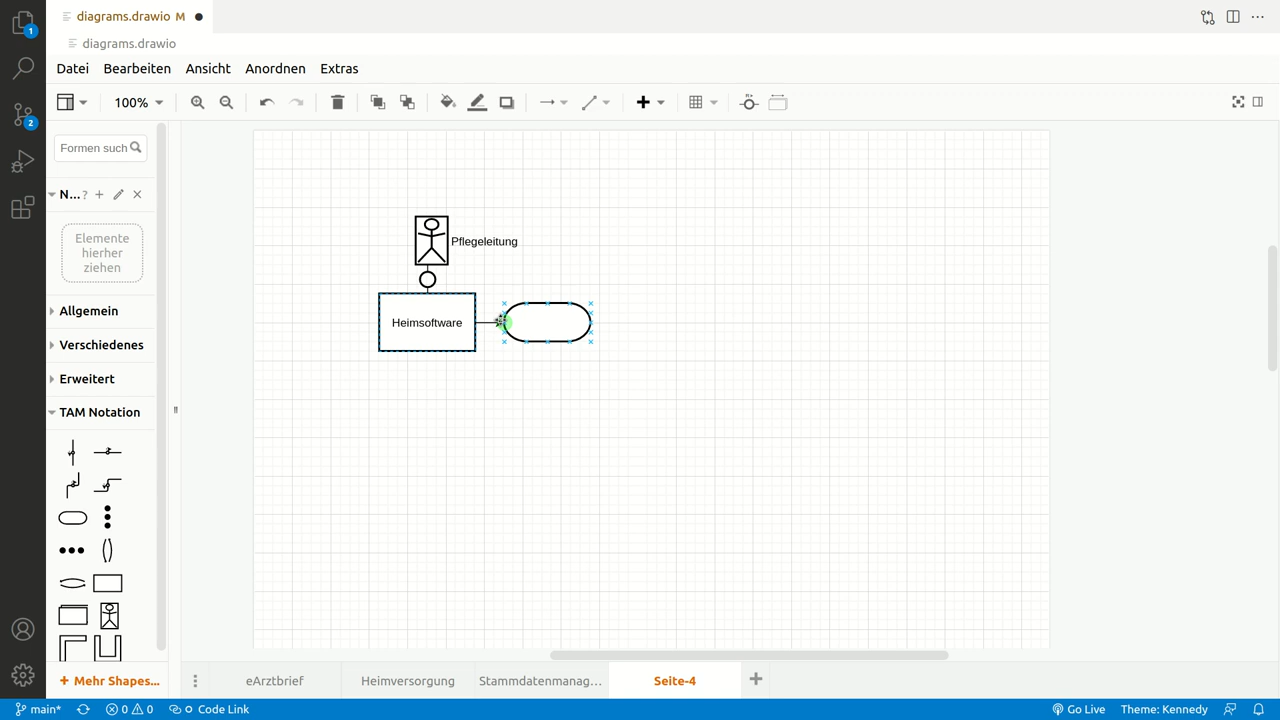 diagrams.drawio M
diagrams.drawio
Datei Bearbeiten Ansicht Anordnen Extras
100%
Formen such
N... ?
Elemente
hierher
ziehen
Allgemein
Verschiedenes
Erweitert
TAM Notation
Pflegeleitung
Heimsoftware
+ Mehr Shapes...
eArztbrief
Heimversorgung
Stammdatenmanag...
Seite-4
1
2
main*
0
0
Code Link
Go Live
Theme: Kennedy